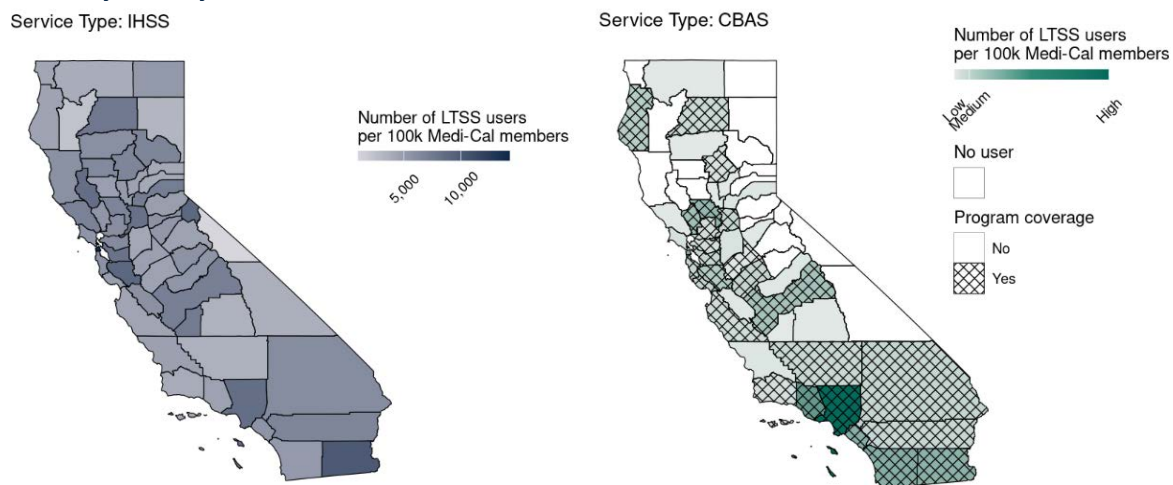 Service Type: IHSS
Number of LTSS users
per 100k Medi-Cal members
5,000
10,000
Service Type: CBAS
Number of LTSS users
per 100k Medi-Cal members
Low
Medium
High
No user
Program coverage
No
Yes